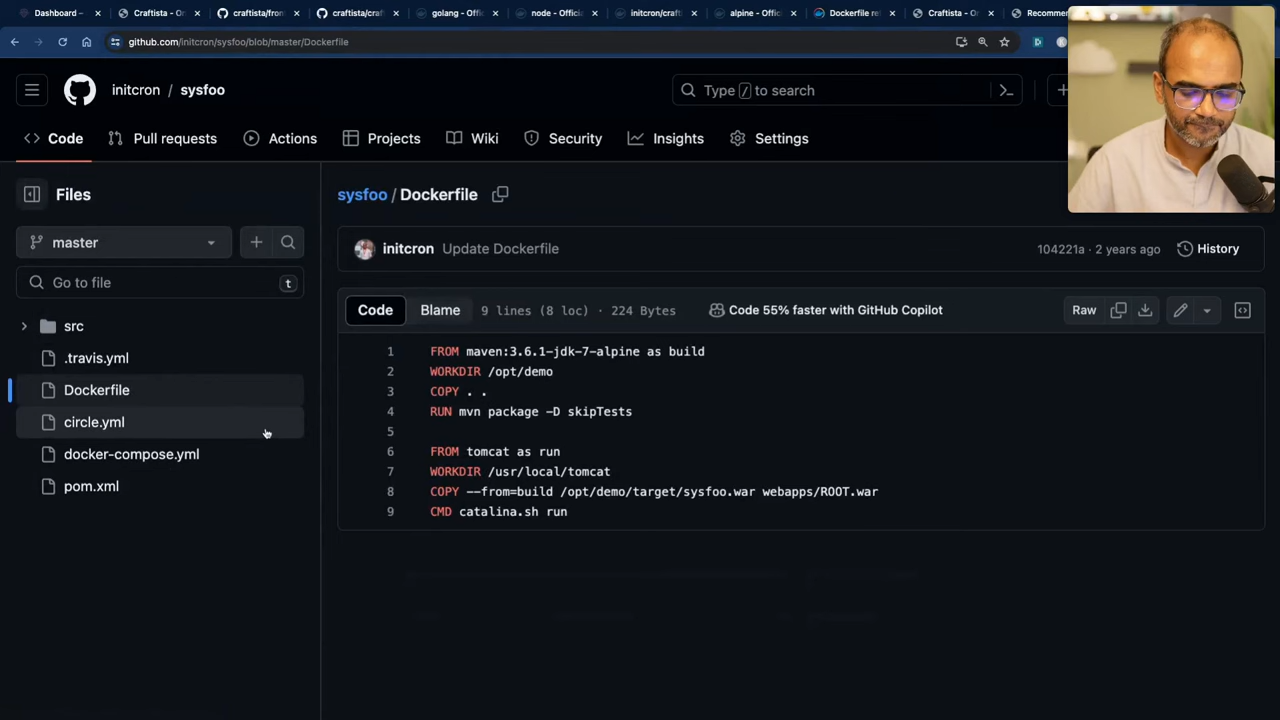 Dashboard -
Craftista - Or
craftista/fron
craftista/craf
golang - Offic
node - Officia
initcron/craft
alpine - Offic
Dockerfile re
Craftista - Or
Recommen
github.com/initcron/sysfoo/blob/master/Dockerfile
initcron / sysfoo
Type / to search
Code
Pull requests
Actions
Projects
Wiki
Security
Insights
Settings
Files
master
Go to file
t
src
.travis.yml
Dockerfile
circle.yml
docker-compose.yml
pom.xml
sysfoo / Dockerfile
initcron Update Dockerfile
104221a · 2 years ago
History
Code
Blame
9 lines (8 loc) · 224 Bytes
Code 55% faster with GitHub Copilot
Raw
1 FROM maven:3.6.1-jdk-7-alpine as build
2 WORKDIR /opt/demo
3 COPY . .
4 RUN mvn package -D skipTests
5
6 FROM tomcat as run
7 WORKDIR /usr/local/tomcat
8 COPY --from=build /opt/demo/target/sysfoo.war webapps/ROOT.war
9 CMD catalina.sh run